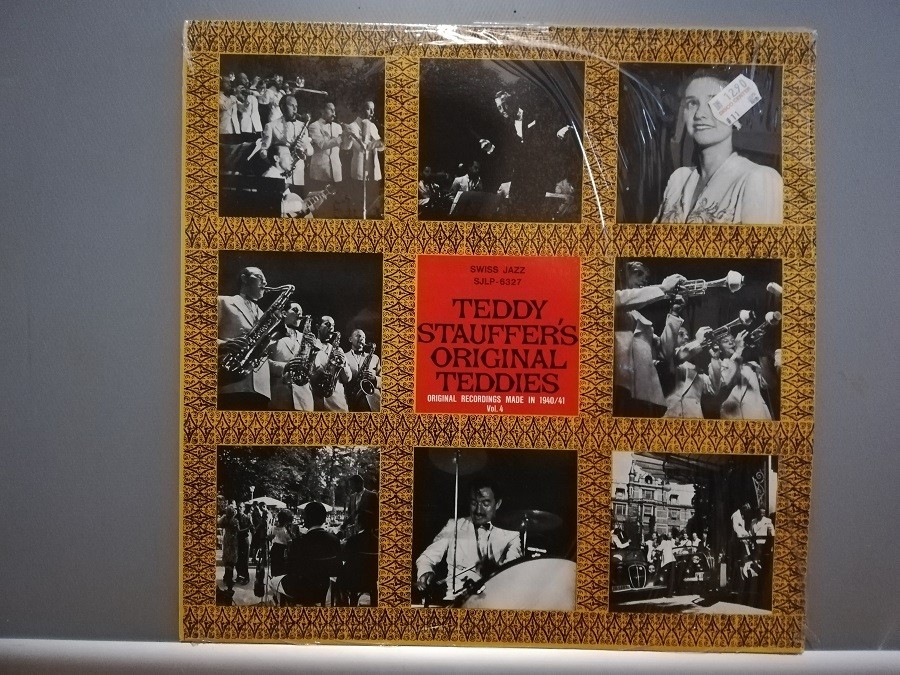 SWISS JAZZ
SJLP-6327
TEDDY
STAUFFER'S
ORIGINAL
TEDDIES
ORIGINAL RECORDINGS MADE IN 1940/41
Vol. 4